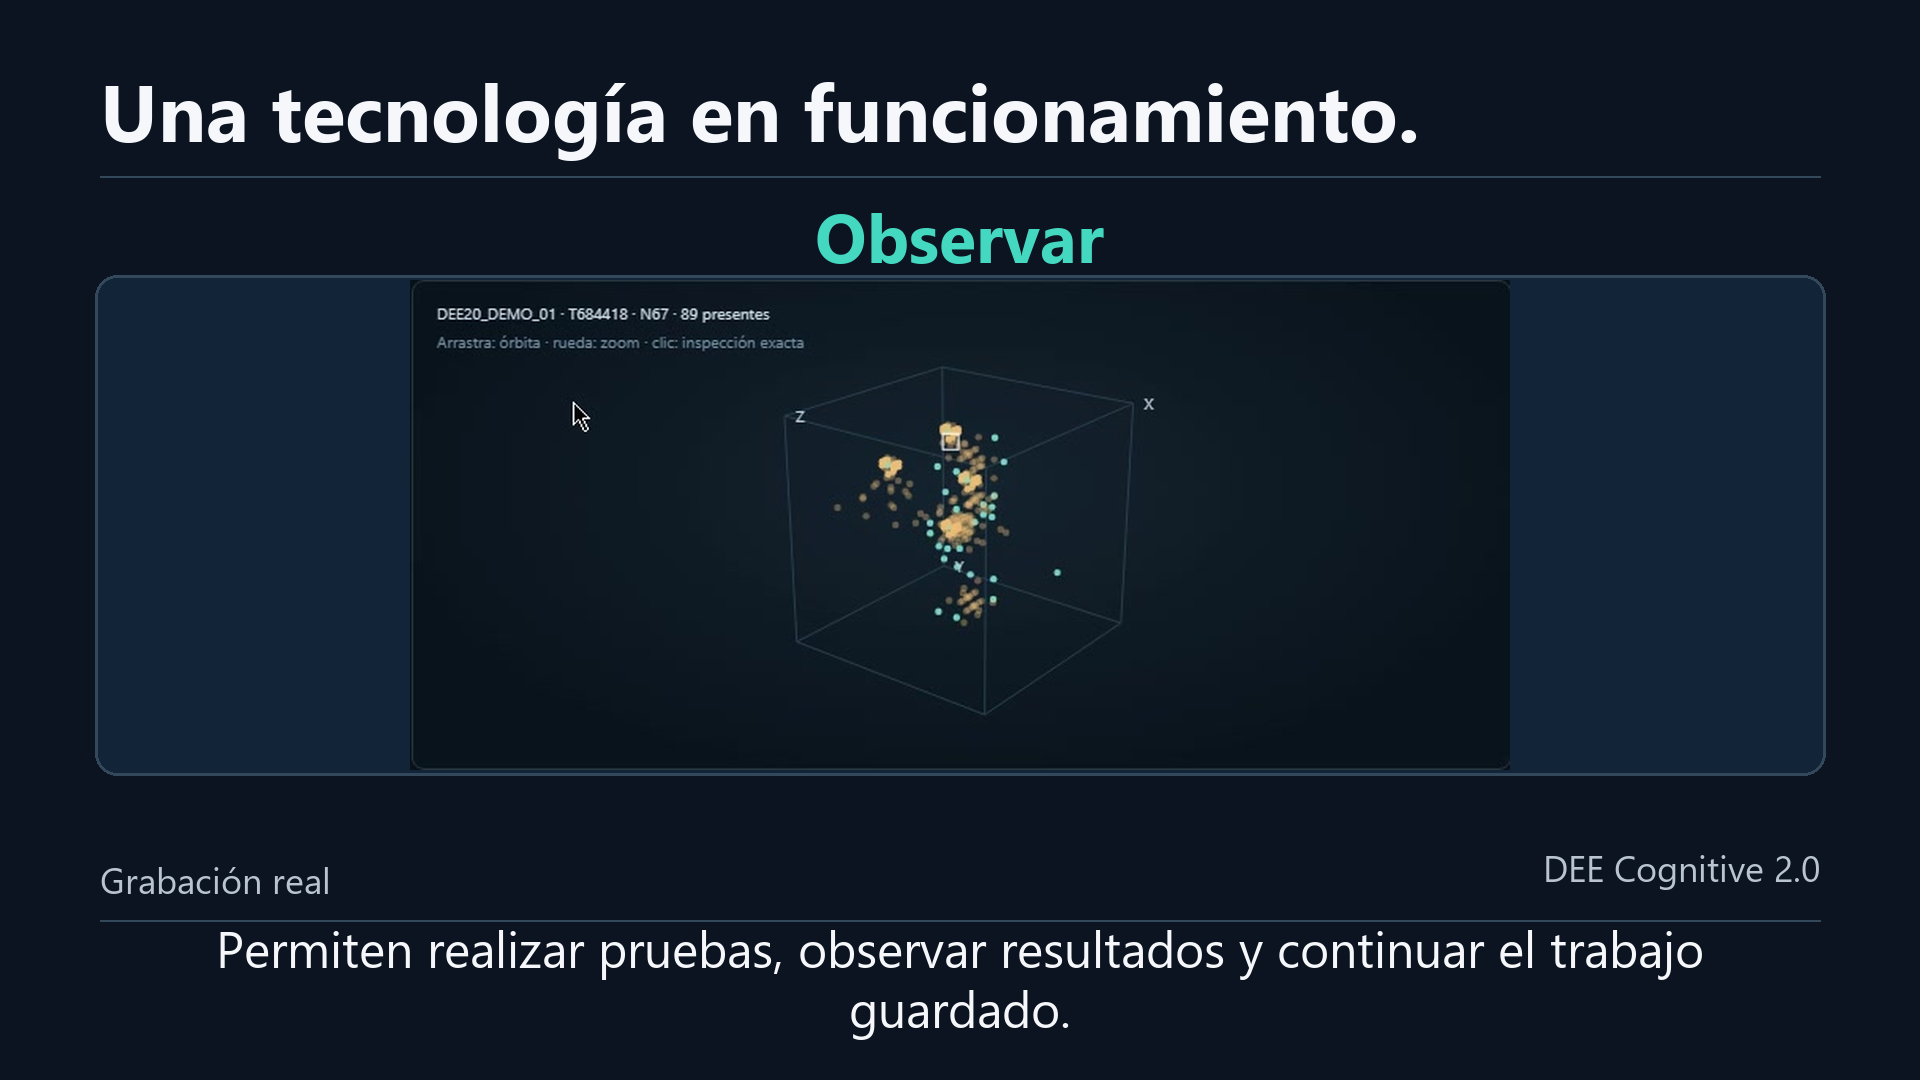 Una tecnología en funcionamiento.
Observar
DEE20_DEMO_01 · T684418 · N67 · 89 presentes
Arrastra: órbita · rueda: zoom · clic: inspección exacta
Z
X
Y
Grabación real
DEE Cognitive 2.0
Permiten realizar pruebas, observar resultados y continuar el trabajo
guardado.